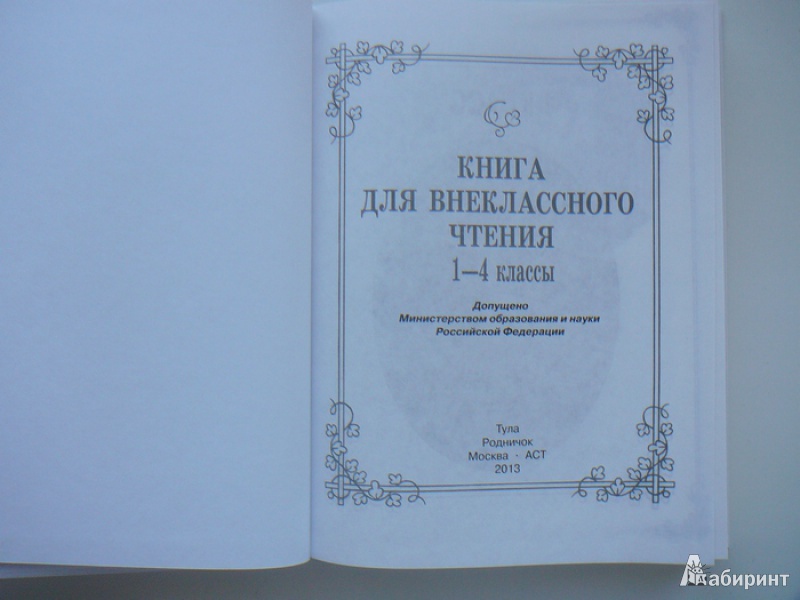 КНИГА
ДЛЯ ВНЕКЛАССНОГО
ЧТЕНИЯ
1—4 классы
Допущено
Министерством образования и науки
Российской Федерации
Тула
Родничок
Москва · АСТ
2013
Лабиринт